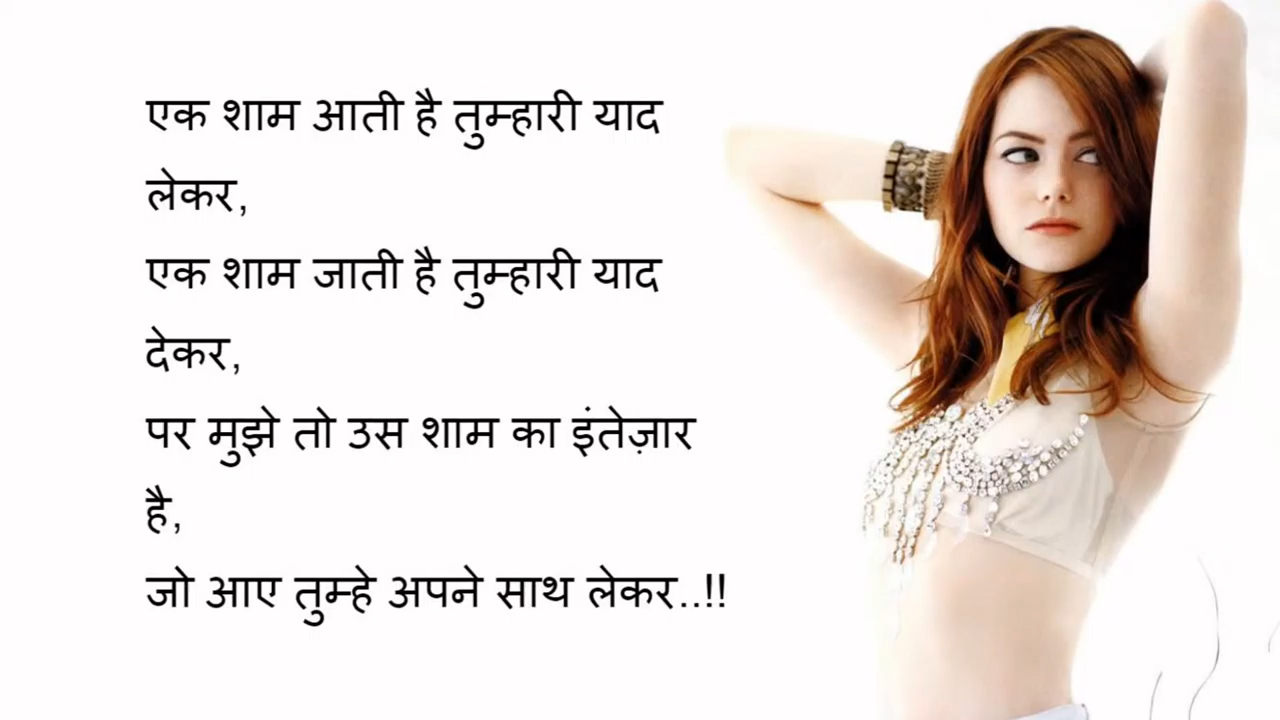 एक शाम आती है तुम्हारी याद
लेकर,
एक शाम जाती है तुम्हारी याद
देकर,
पर मुझे तो उस शाम का इंतेज़ार
है,
जो आए तुम्हे अपने साथ लेकर..!!